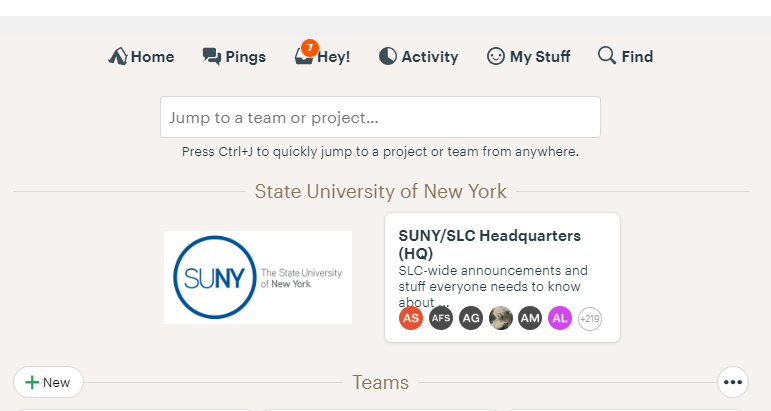 7
Home Pings Hey! Activity My Stuff Find
Jump to a team or project...
Press Ctrl+J to quickly jump to a project or team from anywhere.
State University of New York
SUNY The State University
of New York
SUNY/SLC Headquarters
(HQ)
SLC-wide announcements and
stuff everyone needs to know
about ...
AS AFS AG AM AL +219
New Teams